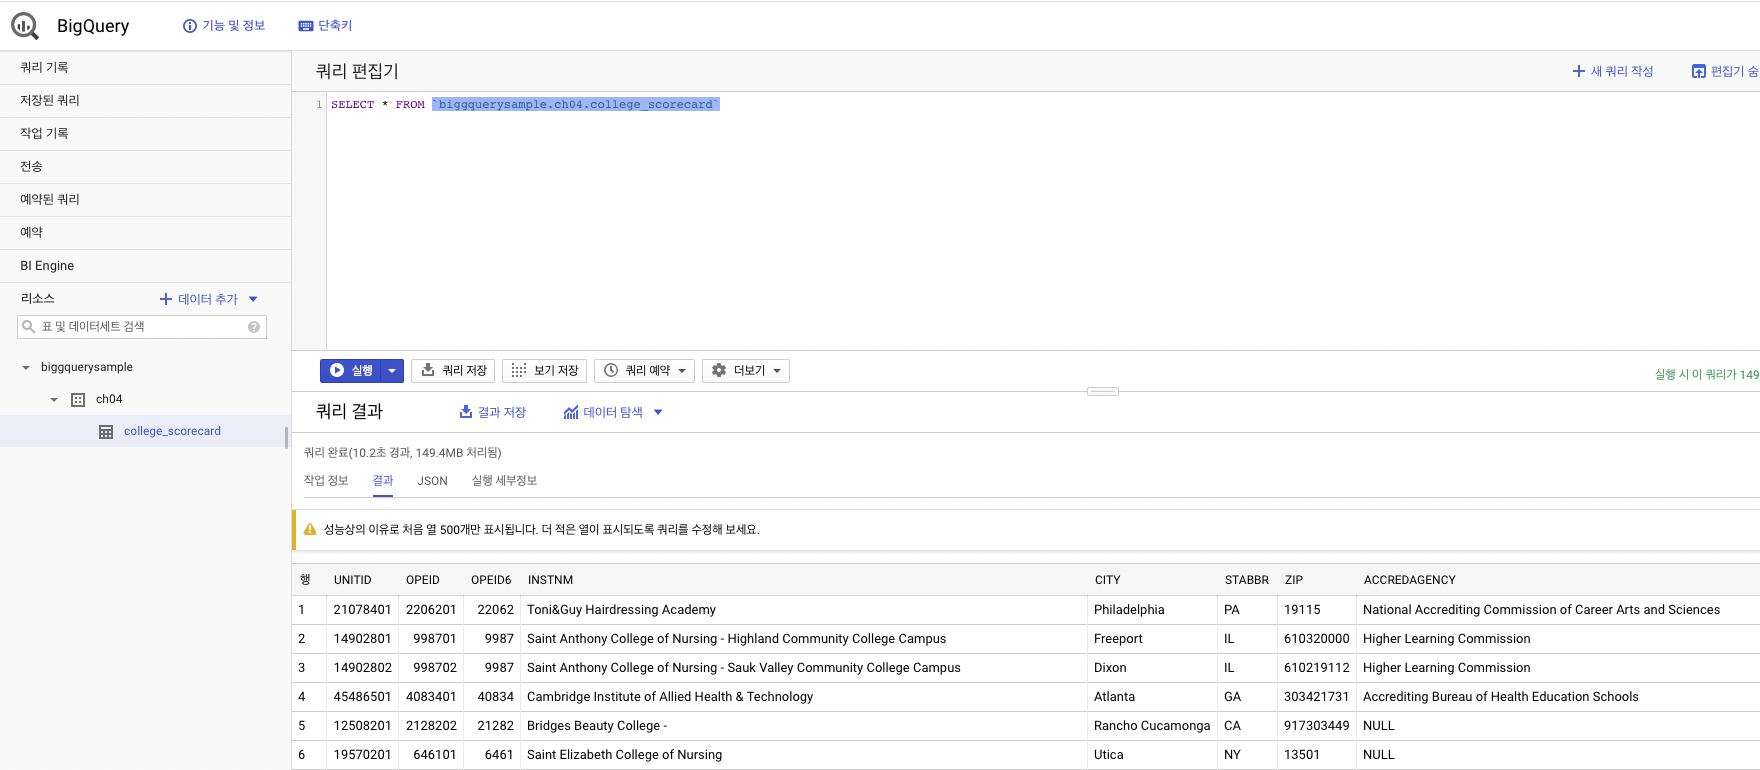 BigQuery 기능 및 정보 단축키
쿼리 기록
저장된 쿼리
작업 기록
전송
예약된 쿼리
예약
BI Engine
리소스 데이터 추가
표 및 데이터세트 검색
biggquerysample
ch04
college_scorecard
쿼리 편집기 새 쿼리 작성 편집기 숨
1 SELECT * FROM `biggquerysample.ch04.college_scorecard`
실행 쿼리 저장 보기 저장 쿼리 예약 더보기
실행 시 이 쿼리가 149
쿼리 결과 결과 저장 데이터 탐색
쿼리 완료(10.2초 경과, 149.4MB 처리됨)
작업 정보 결과 JSON 실행 세부정보
성능상의 이유로 처음 열 500개만 표시됩니다. 더 적은 열이 표시되도록 쿼리를 수정해 보세요.
행 UNITID OPEID OPEID6 INSTNM CITY STABBR ZIP ACCREDAGENCY
1 21078401 2206201 22062 Toni&Guy Hairdressing Academy Philadelphia PA 19115 National Accrediting Commission of Career Arts and Sciences
2 14902801 998701 9987 Saint Anthony College of Nursing - Highland Community College Campus Freeport IL 610320000 Higher Learning Commission
3 14902802 998702 9987 Saint Anthony College of Nursing - Sauk Valley Community College Campus Dixon IL 610219112 Higher Learning Commission
4 45486501 4083401 40834 Cambridge Institute of Allied Health & Technology Atlanta GA 303421731 Accrediting Bureau of Health Education Schools
5 12508201 2128202 21282 Bridges Beauty College - Rancho Cucamonga CA 917303449 NULL
6 19570201 646101 6461 Saint Elizabeth College of Nursing Utica NY 13501 NULL